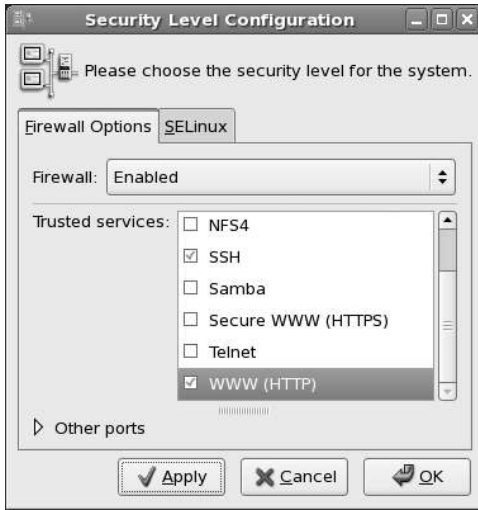 Security Level Configuration
Please choose the security level for the system.
Firewall Options
SELinux
Firewall: Enabled
Trusted services:
NFS4
SSH
Samba
Secure WWW (HTTPS)
Telnet
WWW (HTTP)
Other ports
Apply
Cancel
OK